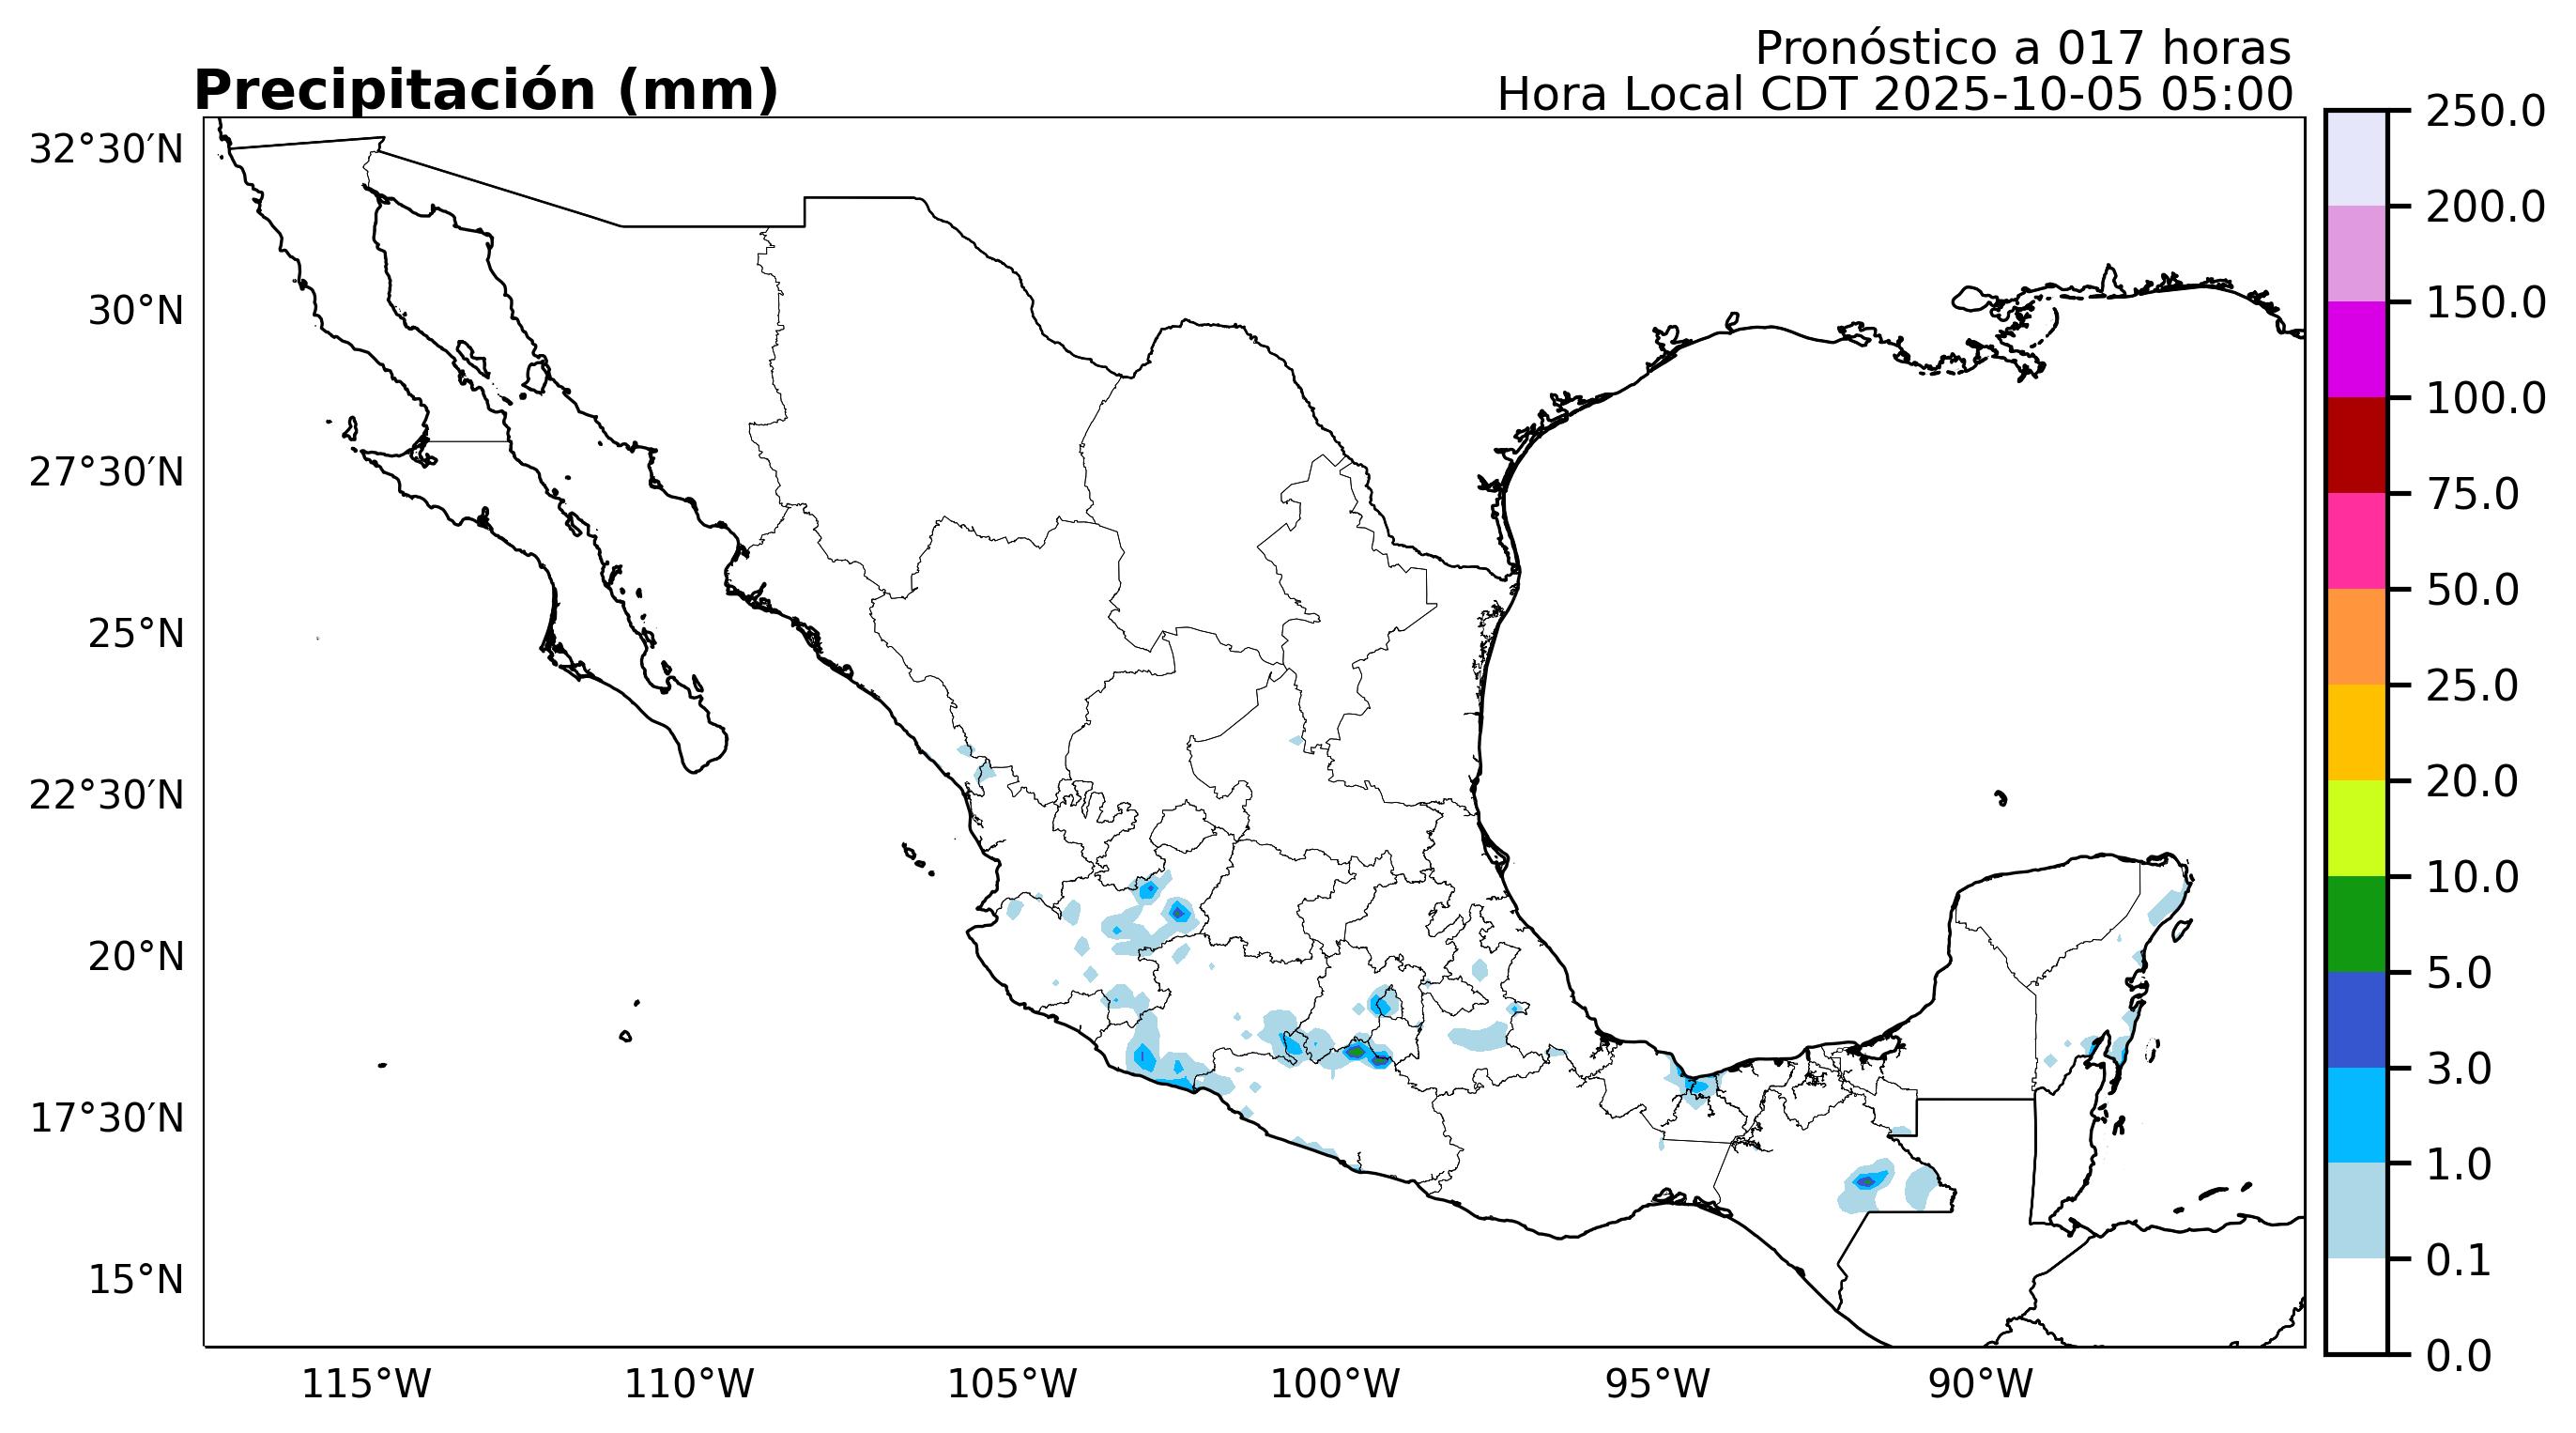 Pronóstico a 017 horas
Precipitación (mm)
Hora Local CDT 2025-10-05 05:00
32°30′N
30°N
27°30′N
25°N
22°30′N
20°N
17°30′N
15°N
115°W
110°W
105°W
100°W
95°W
90°W
250.0
200.0
150.0
100.0
75.0
50.0
25.0
20.0
10.0
5.0
3.0
1.0
0.1
0.0